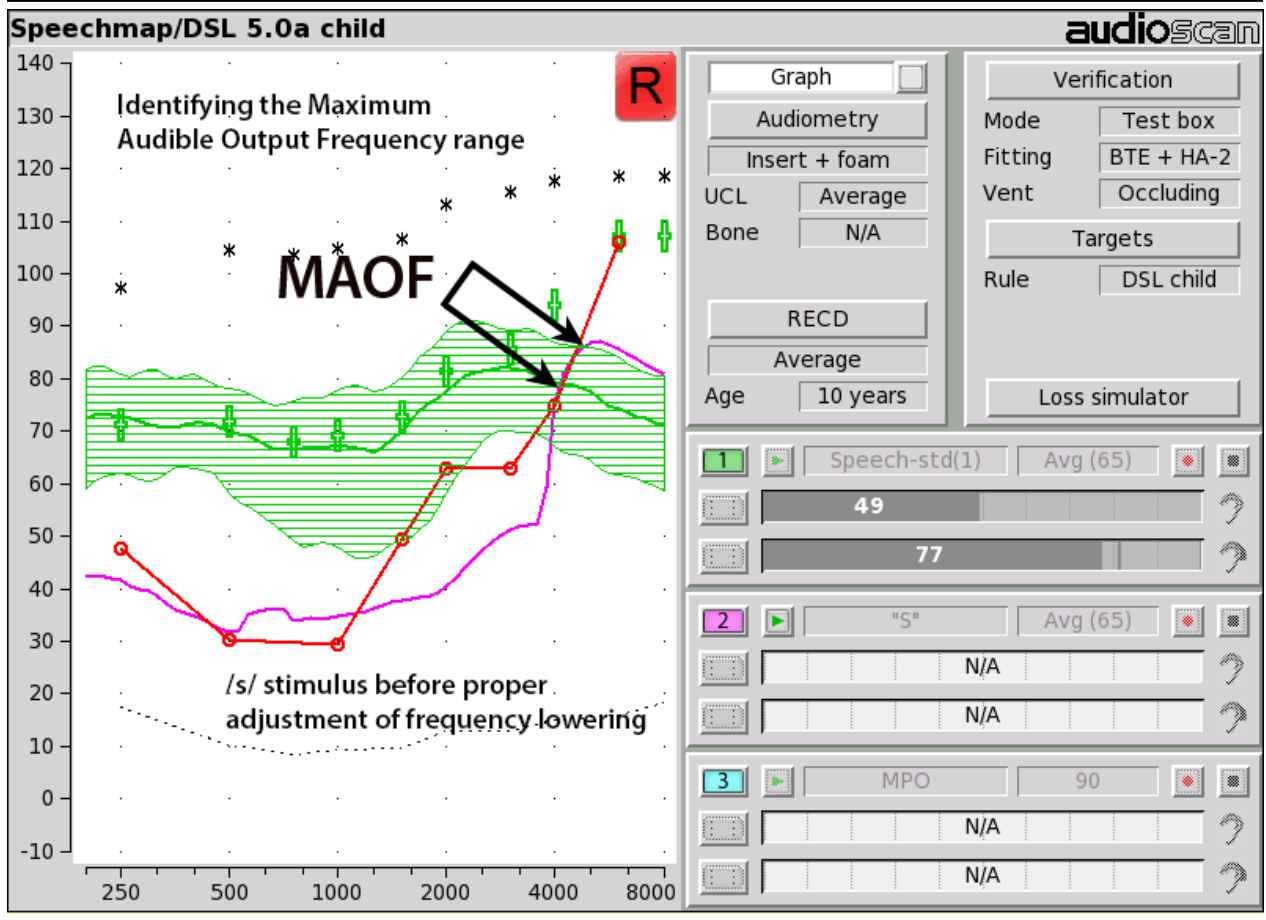 Speechmap/DSL 5.0a child
audioscan
140
130
120
110
100
90
80
70
60
50
40
30
20
10
0
-10
Identifying the Maximum
Audible Output Frequency range
R
MAOF
/s/ stimulus before proper
adjustment of frequency lowering
250 500 1000 2000 4000 8000
Graph
Audiometry
Insert + foam
UCL Average
Bone N/A
RECD
Average
Age 10 years
Verification
Mode Test box
Fitting BTE + HA-2
Vent Occluding
Targets
Rule DSL child
Loss simulator
1 Speech-std(1) Avg (65)
49
77
2 "S" Avg (65)
N/A
N/A
3 MPO 90
N/A
N/A